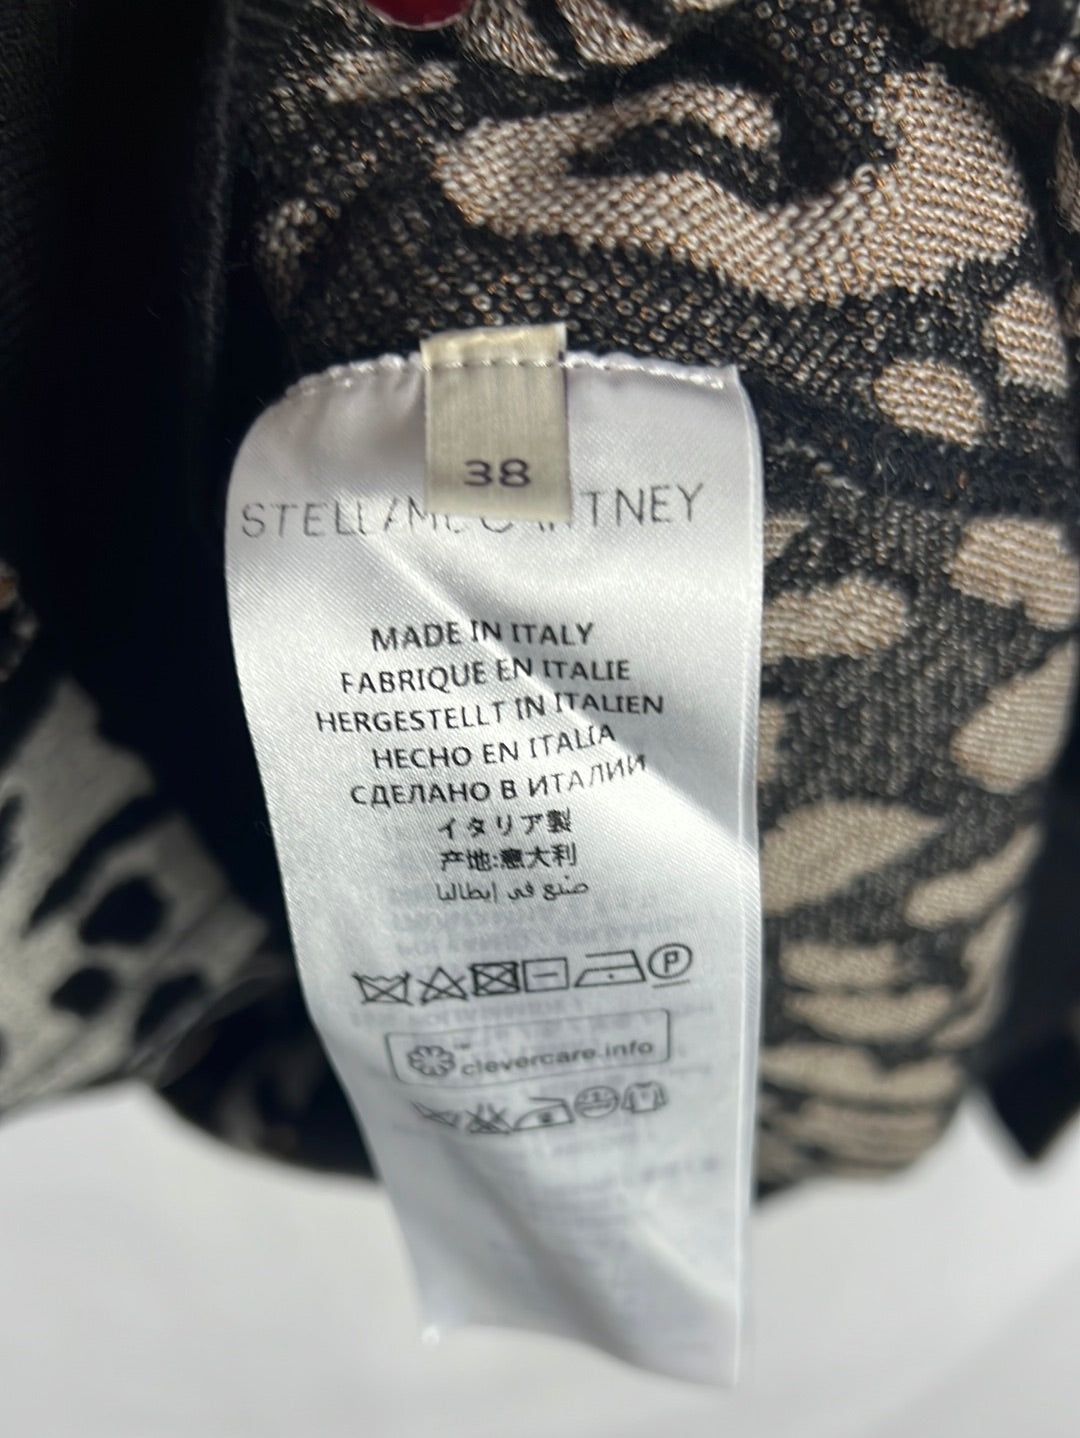 38
STELLA McCARTNEY
MADE IN ITALY
FABRIQUE EN ITALIE
HERGESTELLT IN ITALIEN
HECHO EN ITALIA
СДЕЛАНО В ИТАЛИИ
イタリア製
产地:意大利
صنع في إيطاليا
P
clevercare.info